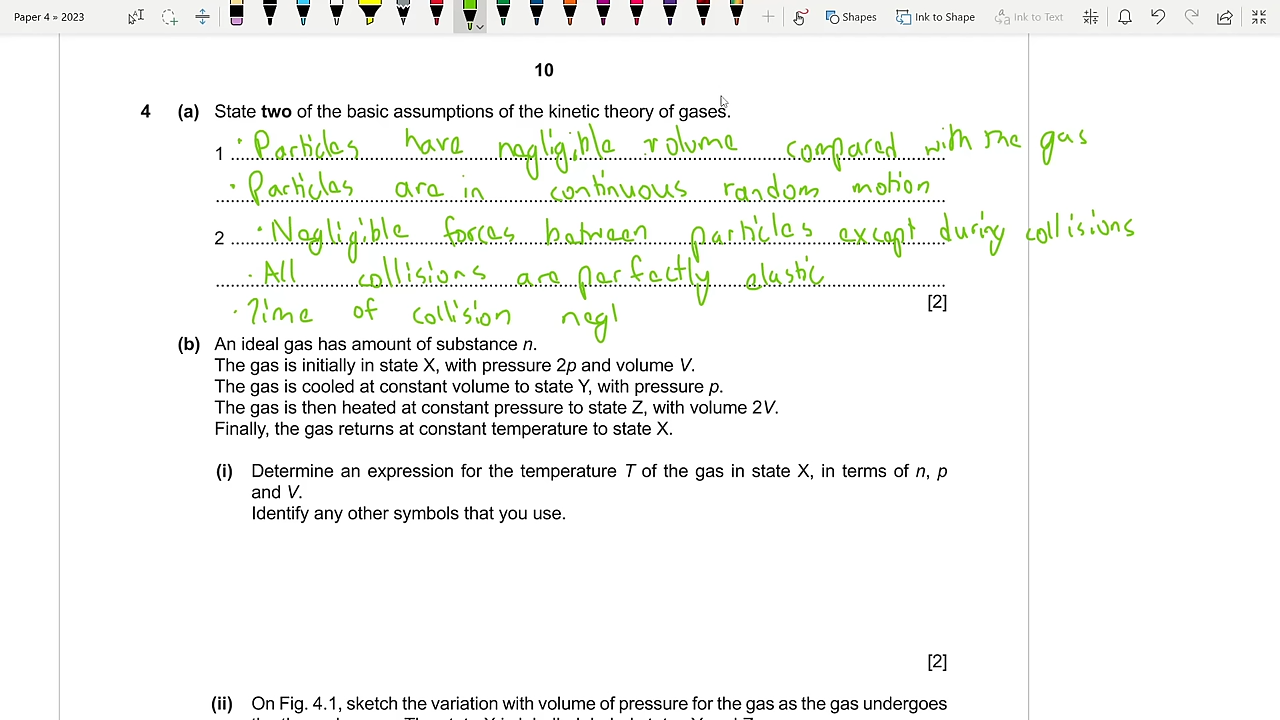 Paper 4 » 2023
Shapes
Ink to Shape
Ink to Text
10
4 (a) State two of the basic assumptions of the kinetic theory of gases.
1 · Particles have negligible volume compared with the gas
· Particles are in continuous random motion
2 · Negligible forces between particles except during collisions
· All collisions are perfectly elastic
[2]
· Time of collision negl
(b) An ideal gas has amount of substance n.
The gas is initially in state X, with pressure 2p and volume V.
The gas is cooled at constant volume to state Y, with pressure p.
The gas is then heated at constant pressure to state Z, with volume 2V.
Finally, the gas returns at constant temperature to state X.
(i) Determine an expression for the temperature T of the gas in state X, in terms of n, p
and V.
Identify any other symbols that you use.
[2]
(ii) On Fig. 4.1, sketch the variation with volume of pressure for the gas as the gas undergoes